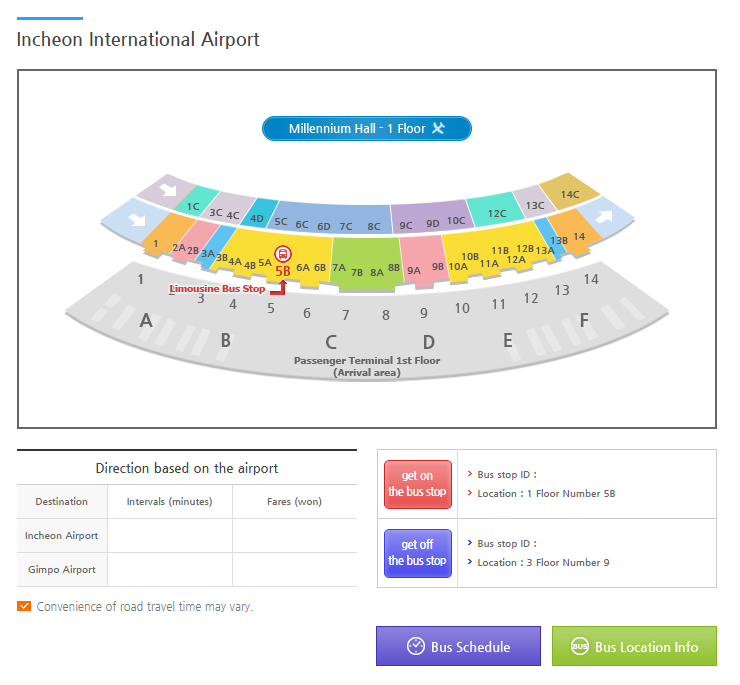 Incheon International Airport
Millennium Hall - 1 Floor
1C 3C 4C 4D 5C 6C 6D 7C 8C 9C 9D 10C 12C 13C 14C
1 2A 2B 3A 3B 4A 4B 5A 5B 6A 6B 7A 7B 8A 8B 9A 9B 10A 10B 11A 11B 12A 12B 13A 13B 14
Limousine Bus Stop
1 2 3 4 5 6 7 8 9 10 11 12 13 14
A B C D E F
Passenger Terminal 1st Floor
(Arrival area)
Direction based on the airport
Destination Intervals (minutes) Fares (won)
Incheon Airport
Gimpo Airport
Convenience of road travel time may vary.
get on
the bus stop
Bus stop ID :
Location : 1 Floor Number 5B
get off
the bus stop
Bus stop ID :
Location : 3 Floor Number 9
Bus Schedule
BUS Bus Location Info